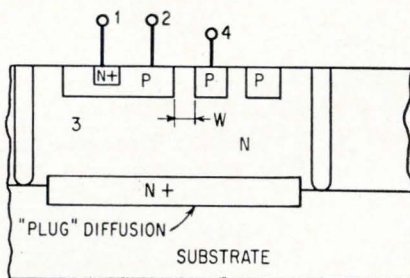 1 2 4
N+ P P P
3 W N
N+
"PLUG" DIFFUSION
SUBSTRATE